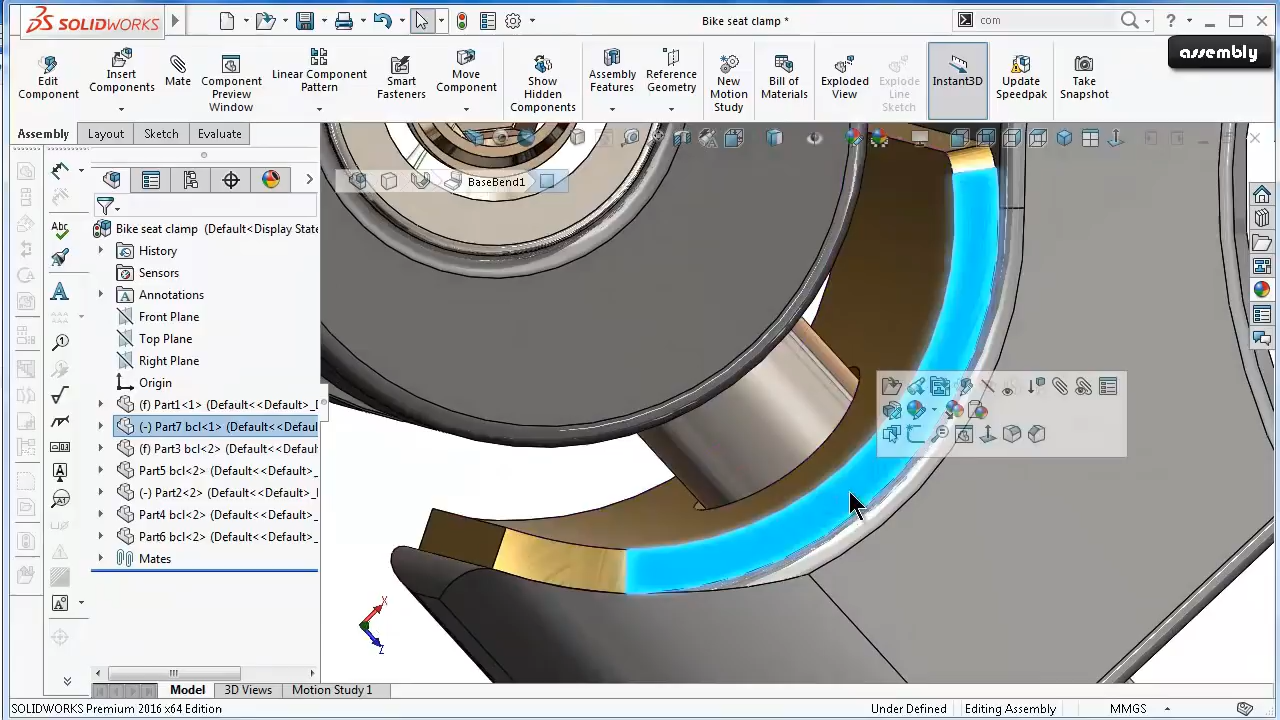 SOLIDWORKS
Bike seat clamp *
com
assembly
Edit Component
Insert Components
Mate
Component Preview Window
Linear Component Pattern
Smart Fasteners
Move Component
Show Hidden Components
Assembly Features
Reference Geometry
New Motion Study
Bill of Materials
Exploded View
Explode Line Sketch
Instant3D
Update Speedpak
Take Snapshot
Assembly
Layout
Sketch
Evaluate
BaseBend1
Bike seat clamp (Default<Display State
History
Sensors
Annotations
Front Plane
Top Plane
Right Plane
Origin
(f) Part1<1> (Default<<Default>_
(-) Part7 bcl<1> (Default<<Defaul
(f) Part3 bcl<2> (Default<<Default
Part5 bcl<2> (Default<<Default>_
(-) Part2<2> (Default<<Default>_
Part4 bcl<2> (Default<<Default>_
Part6 bcl<2> (Default<<Default>_
Mates
Abc
X
Z
Model
3D Views
Motion Study 1
SOLIDWORKS Premium 2016 x64 Edition
Under Defined
Editing Assembly
MMGS